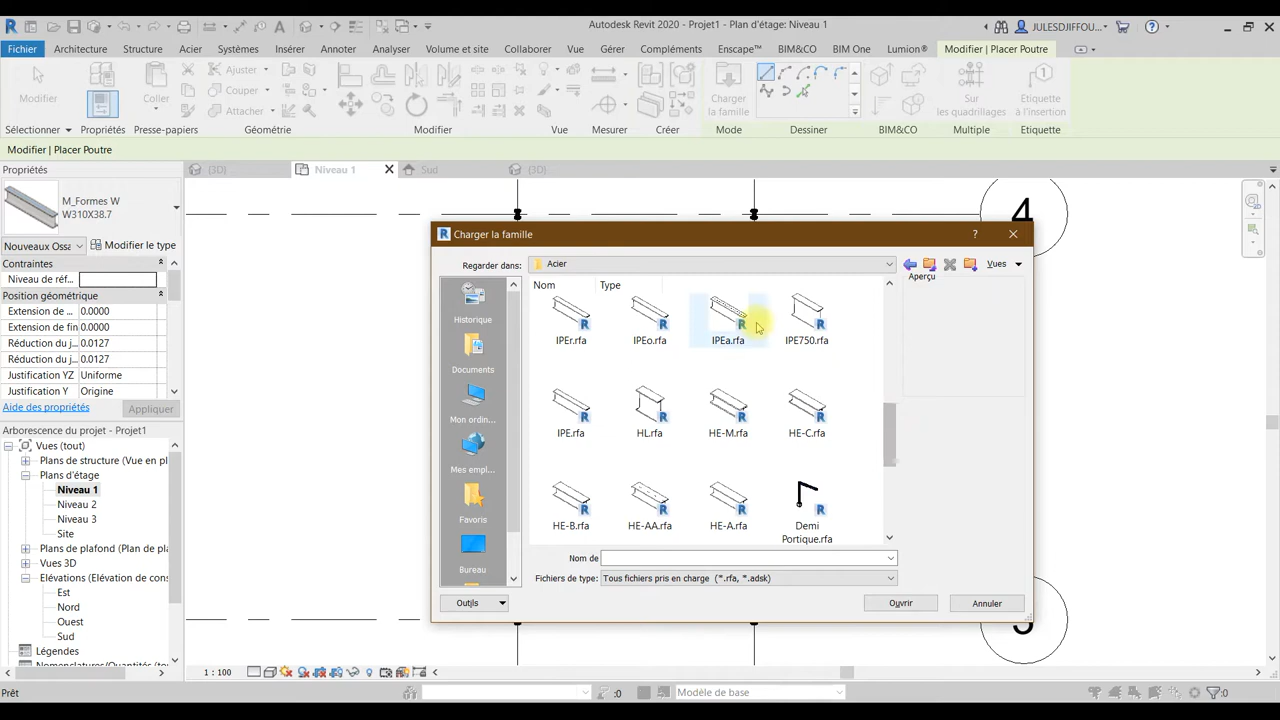 Autodesk Revit 2020 - Projet1 - Plan d'étage: Niveau 1
JULESDJIFFOU...
Fichier Architecture Structure Acier Systèmes Insérer Annoter Analyser Volume et site Collaborer Vue Gérer Compléments Enscape™ BIM&CO BIM One Lumion® Modifier | Placer Poutre
Modifier
Coller
Ajuster
Couper
Attacher
Charger
la famille
Sur
les quadrillages
Etiquette
à l'insertion
Sélectionner Propriétés Presse-papiers Géométrie Modifier Vue Mesurer Créer Mode Dessiner BIM&CO Multiple Etiquette
Modifier | Placer Poutre
Propriétés
{3D} Niveau 1 Sud {3D}
M_Formes W
W310X38.7
Nouveaux Ossa
Modifier le type
Contraintes
Niveau de réf...
Position géométrique
Extension de ... 0.0000
Extension de fin 0.0000
Réduction du j... 0.0127
Réduction du j... 0.0127
Justification YZ Uniforme
Justification Y Origine
Aide des propriétés
Appliquer
Arborescence du projet - Projet1
Vues (tout)
Plans de structure (Vue en pl
Plans d'étage
Niveau 1
Niveau 2
Niveau 3
Site
Plans de plafond (Plan de pla
Vues 3D
Elévations (Elévation de cons
Est
Nord
Ouest
Sud
Légendes
Nomenclatures/Quantités (to
4
Charger la famille
Regarder dans: Acier
Vues
Aperçu
Nom Type
Historique
Documents
Mon ordin...
Mes empl...
Favoris
Bureau
IPEr.rfa IPEo.rfa IPEa.rfa IPE750.rfa
IPE.rfa HL.rfa HE-M.rfa HE-C.rfa
HE-B.rfa HE-AA.rfa HE-A.rfa Demi
Portique.rfa
Nom de
Fichiers de type: Tous fichiers pris en charge (*.rfa, *.adsk)
Outils
Ouvrir
Annuler
1 : 100
Prêt
:0
Modèle de base
:0